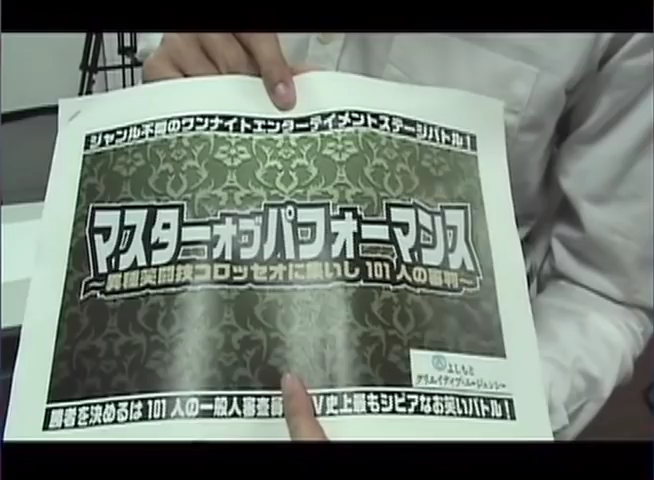 ジャンル不問のワンナイトエンターテイメントステージバトル！
マスターオブパフォーマンス
〜異種笑闘技コロッセオに集いし101人の審判〜
よしもと
クリエイティブ・エージェンシー
勝者を決めるは101人の一般人審査員 V史上最もシビアなお笑いバトル！